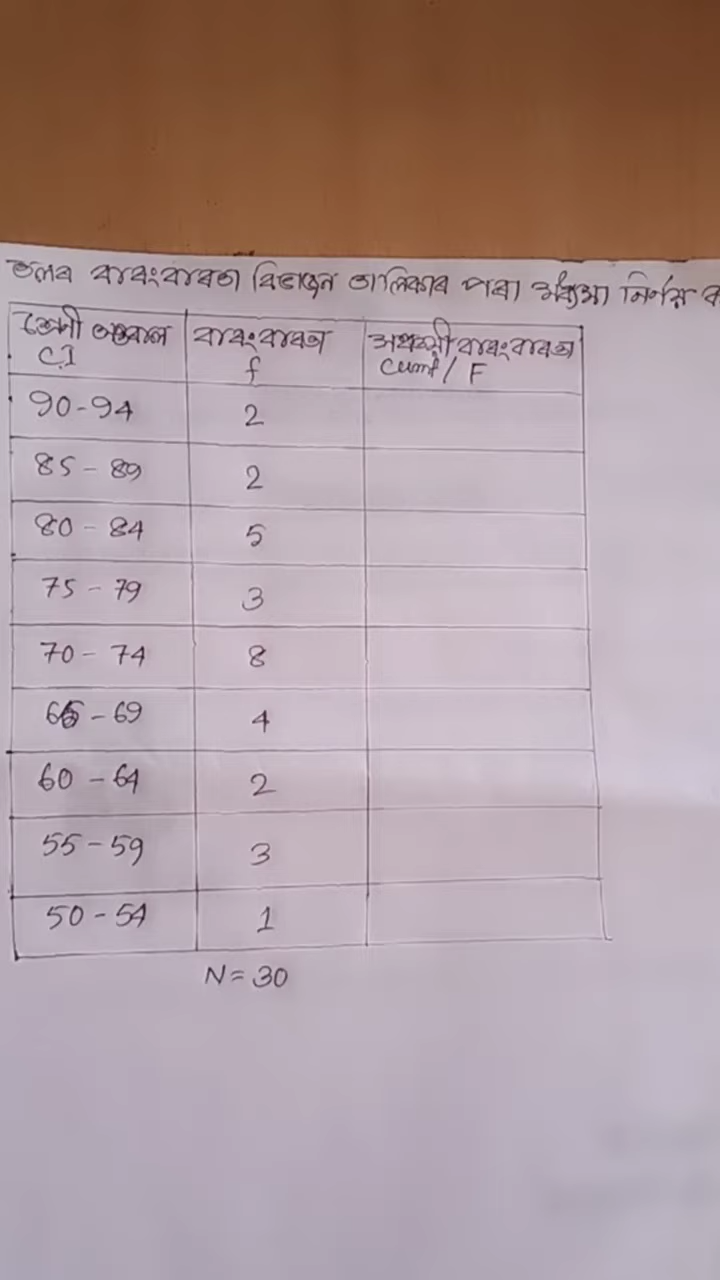 তলৰ বাৰংবাৰতা বিভাজন তালিকাৰ পৰা মধ্যমা নিৰ্ণয়
শ্ৰেণী অন্তৰাল বাৰংবাৰতা সঞ্চয়ী বাৰংবাৰতা
C.I f Cumf / F
90-94 2
85-89 2
80-84 5
75-79 3
70-74 8
65-69 4
60-64 2
55-59 3
50-54 1
N=30